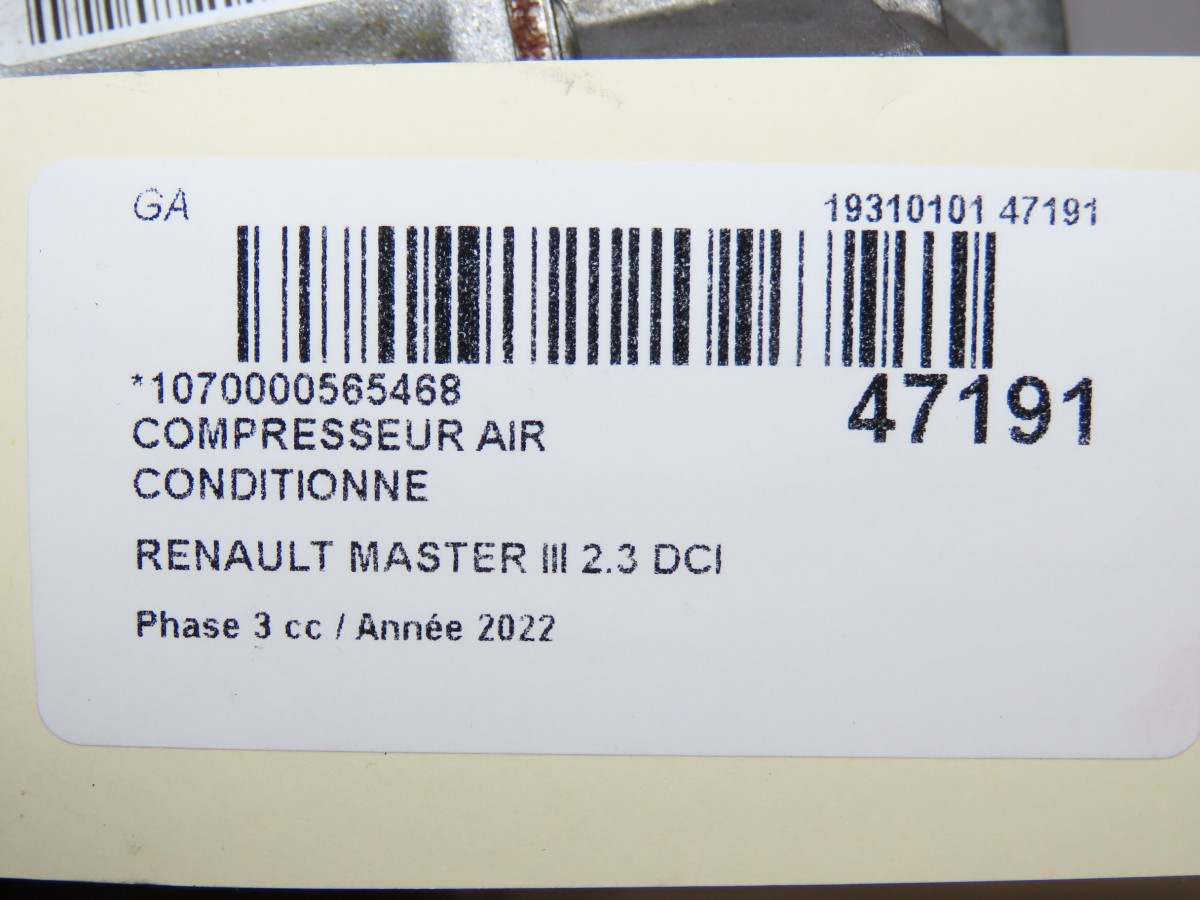 GA
19310101 47191
*1070000565468
47191
COMPRESSEUR AIR
CONDITIONNE
RENAULT MASTER III 2.3 DCI
Phase 3 cc / Année 2022